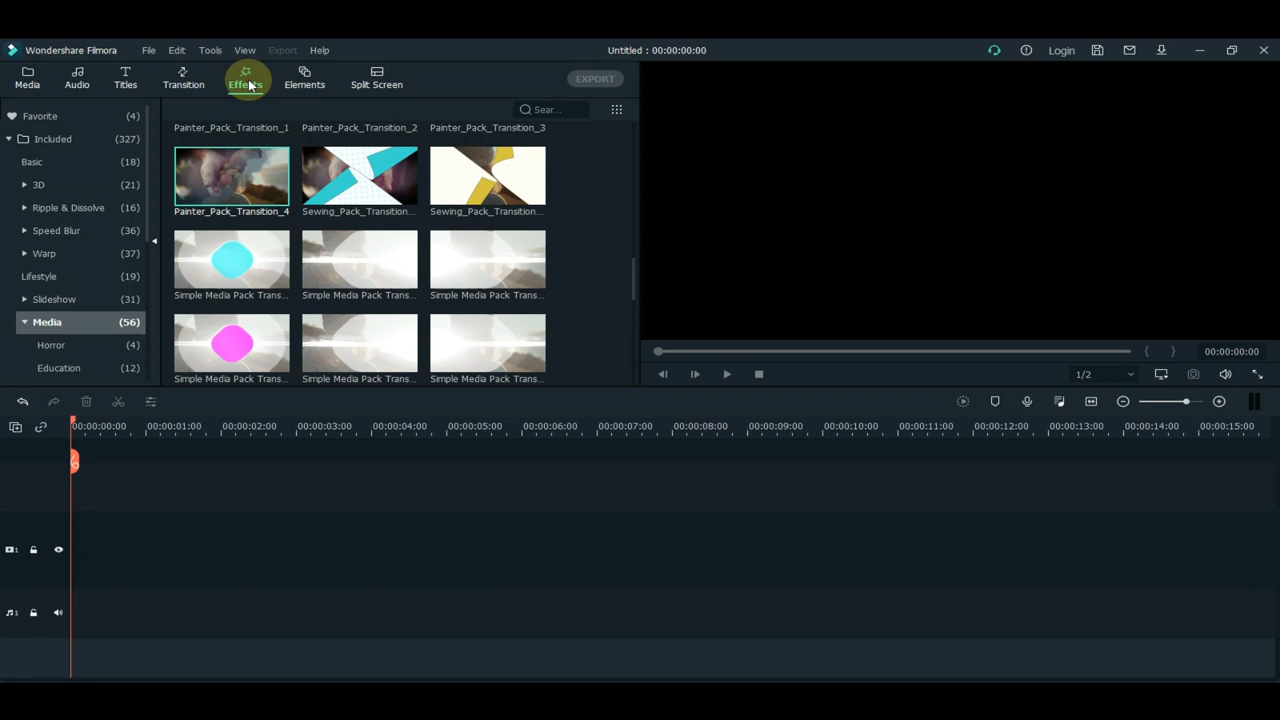 Wondershare Filmora File Edit Tools View Export Help Untitled : 00:00:00:00 Login
Media Audio Titles Transition Effects Elements Split Screen EXPORT
Favorite (4)
Included (327)
Basic (18)
3D (21)
Ripple & Dissolve (16)
Speed Blur (36)
Warp (37)
Lifestyle (19)
Slideshow (31)
Media (56)
Horror (4)
Education (12)
Sear...
Painter_Pack_Transition_1 Painter_Pack_Transition_2 Painter_Pack_Transition_3
Painter_Pack_Transition_4 Sewing_Pack_Transition... Sewing_Pack_Transition...
Simple Media Pack Trans... Simple Media Pack Trans... Simple Media Pack Trans...
Simple Media Pack Trans... Simple Media Pack Trans... Simple Media Pack Trans...
{ } 00:00:00:00
1/2
00:00:00:00 00:00:01:00 00:00:02:00 00:00:03:00 00:00:04:00 00:00:05:00 00:00:06:00 00:00:07:00 00:00:08:00 00:00:09:00 00:00:10:00 00:00:11:00 00:00:12:00 00:00:13:00 00:00:14:00 00:00:15:00
1
1